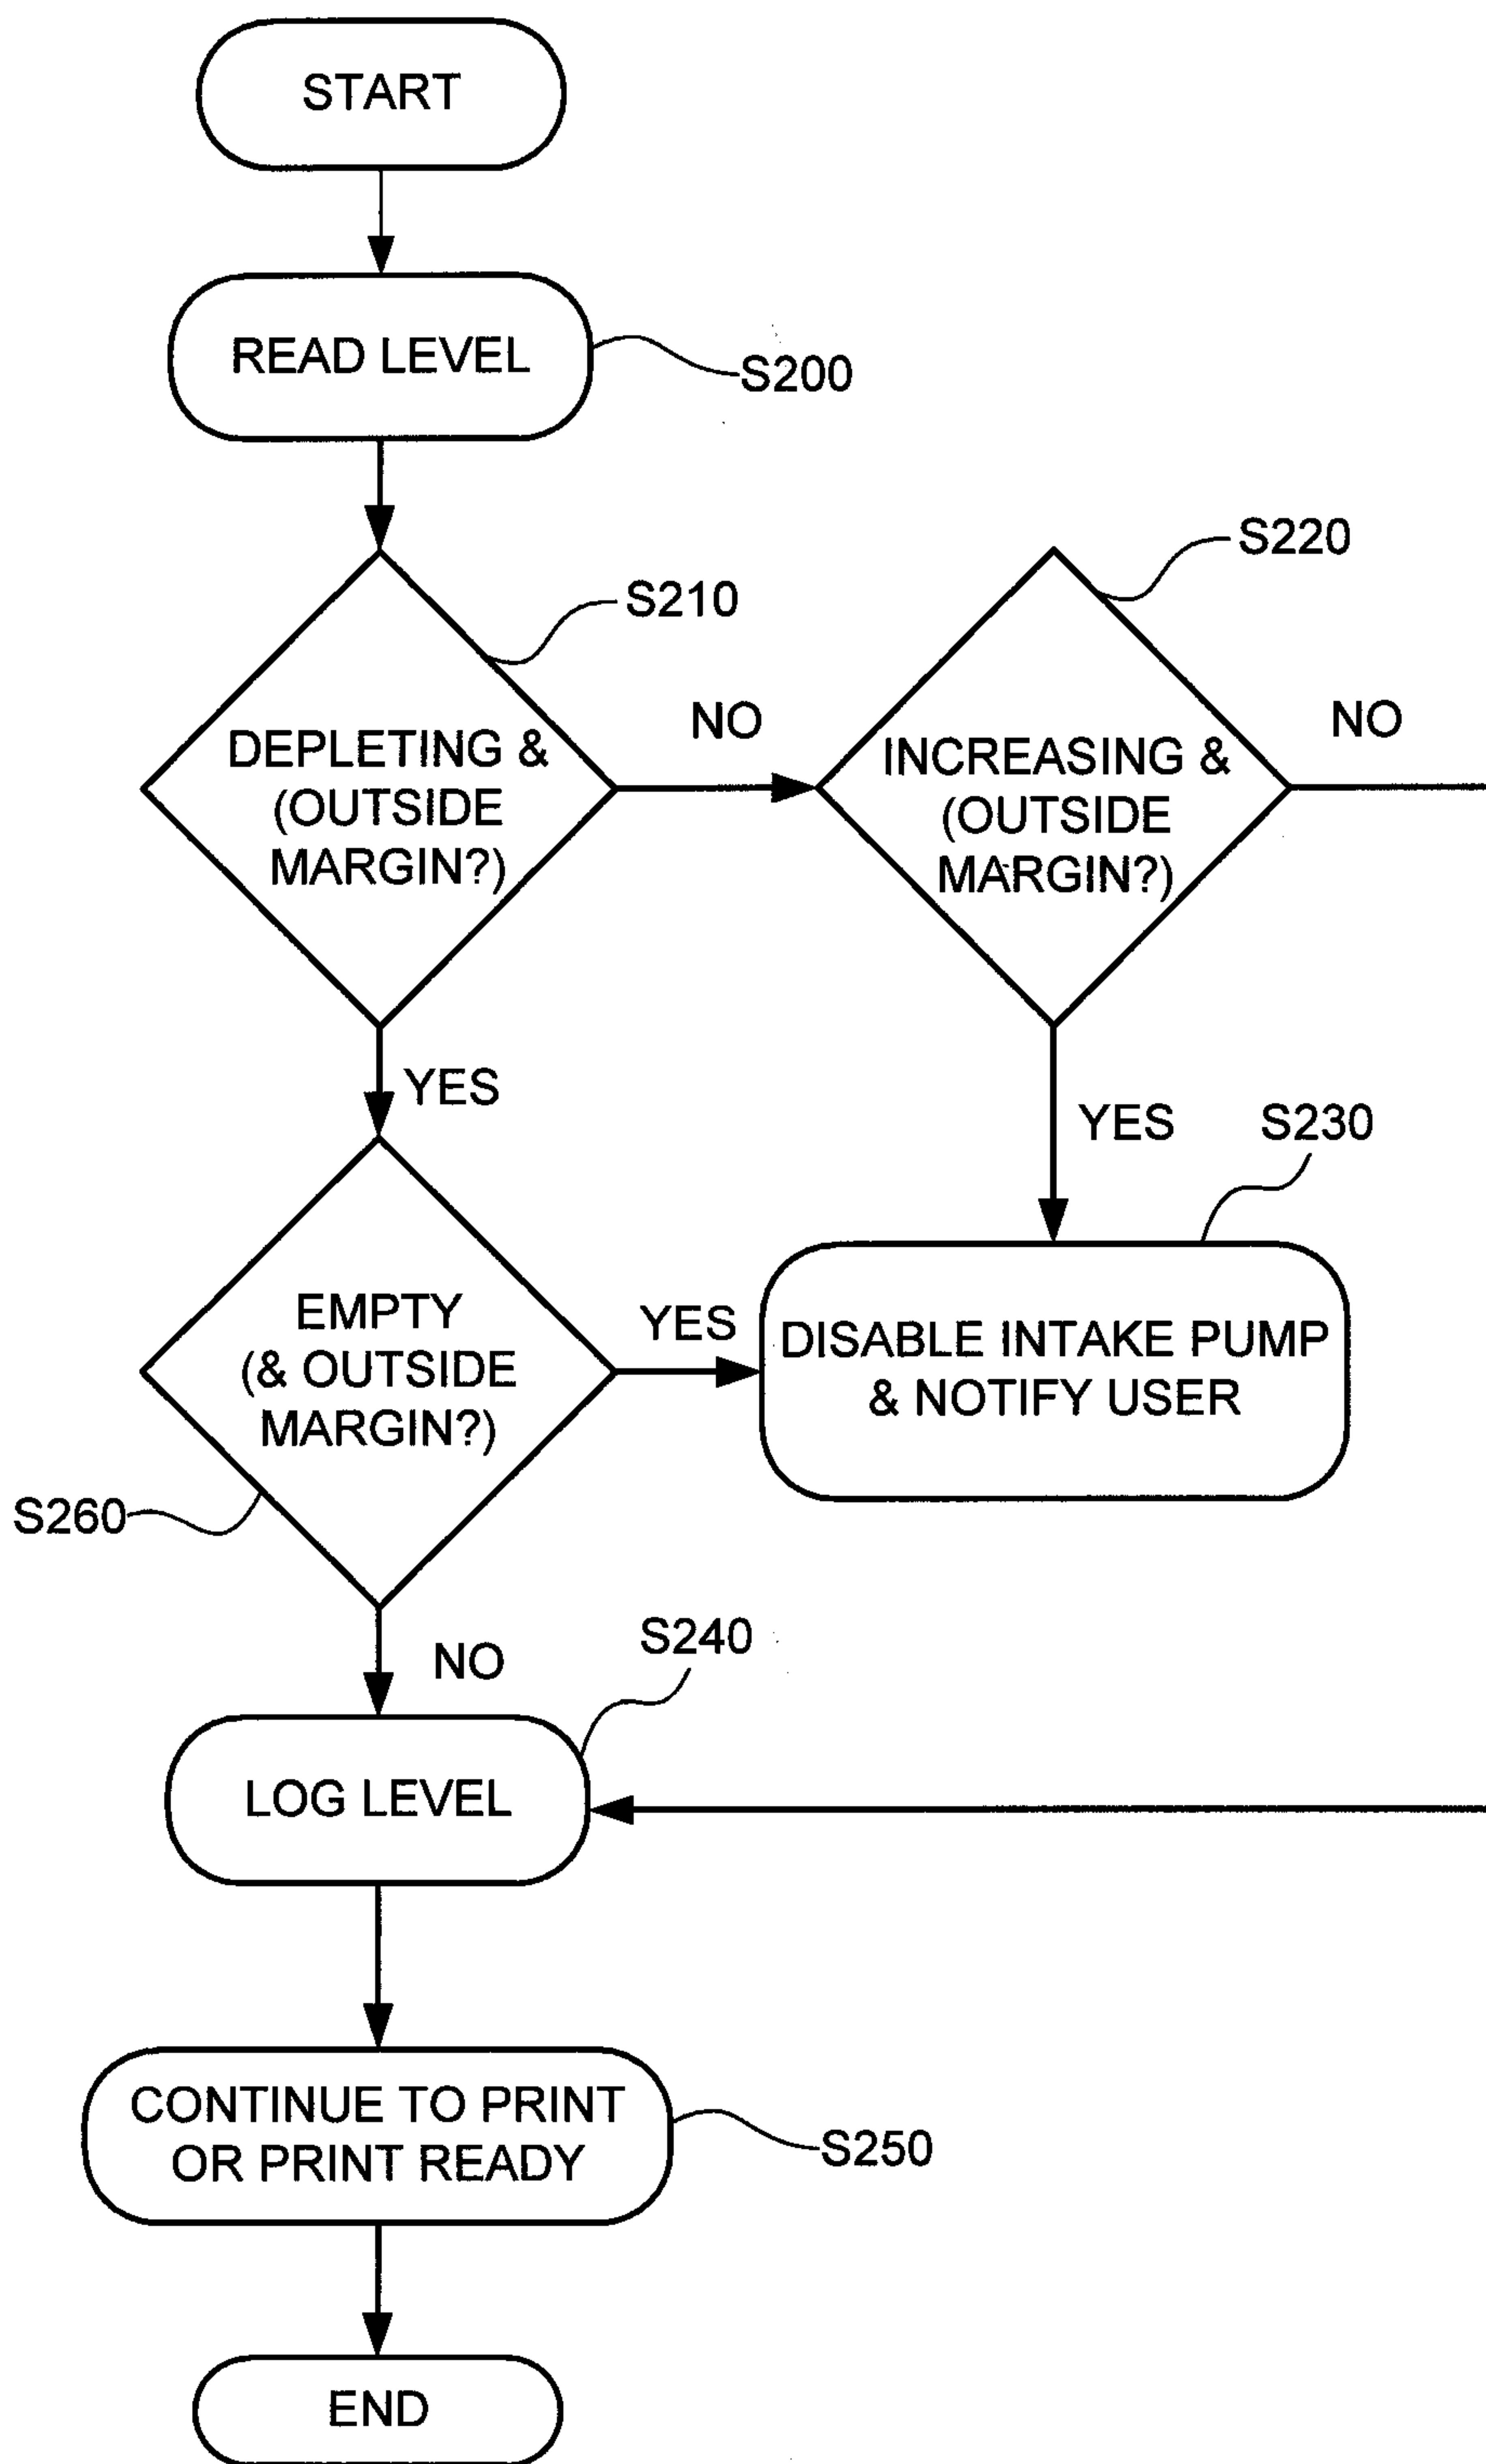 START
READ LEVEL
S200
S220
S210
NO
NO
DEPLETING &
(OUTSIDE
MARGIN?)
INCREASING &
(OUTSIDE
MARGIN?)
YES
YES
S230
EMPTY
(& OUTSIDE
MARGIN?)
YES
DISABLE INTAKE PUMP
& NOTIFY USER
S260
NO
S240
LOG LEVEL
CONTINUE TO PRINT
OR PRINT READY
S250
END